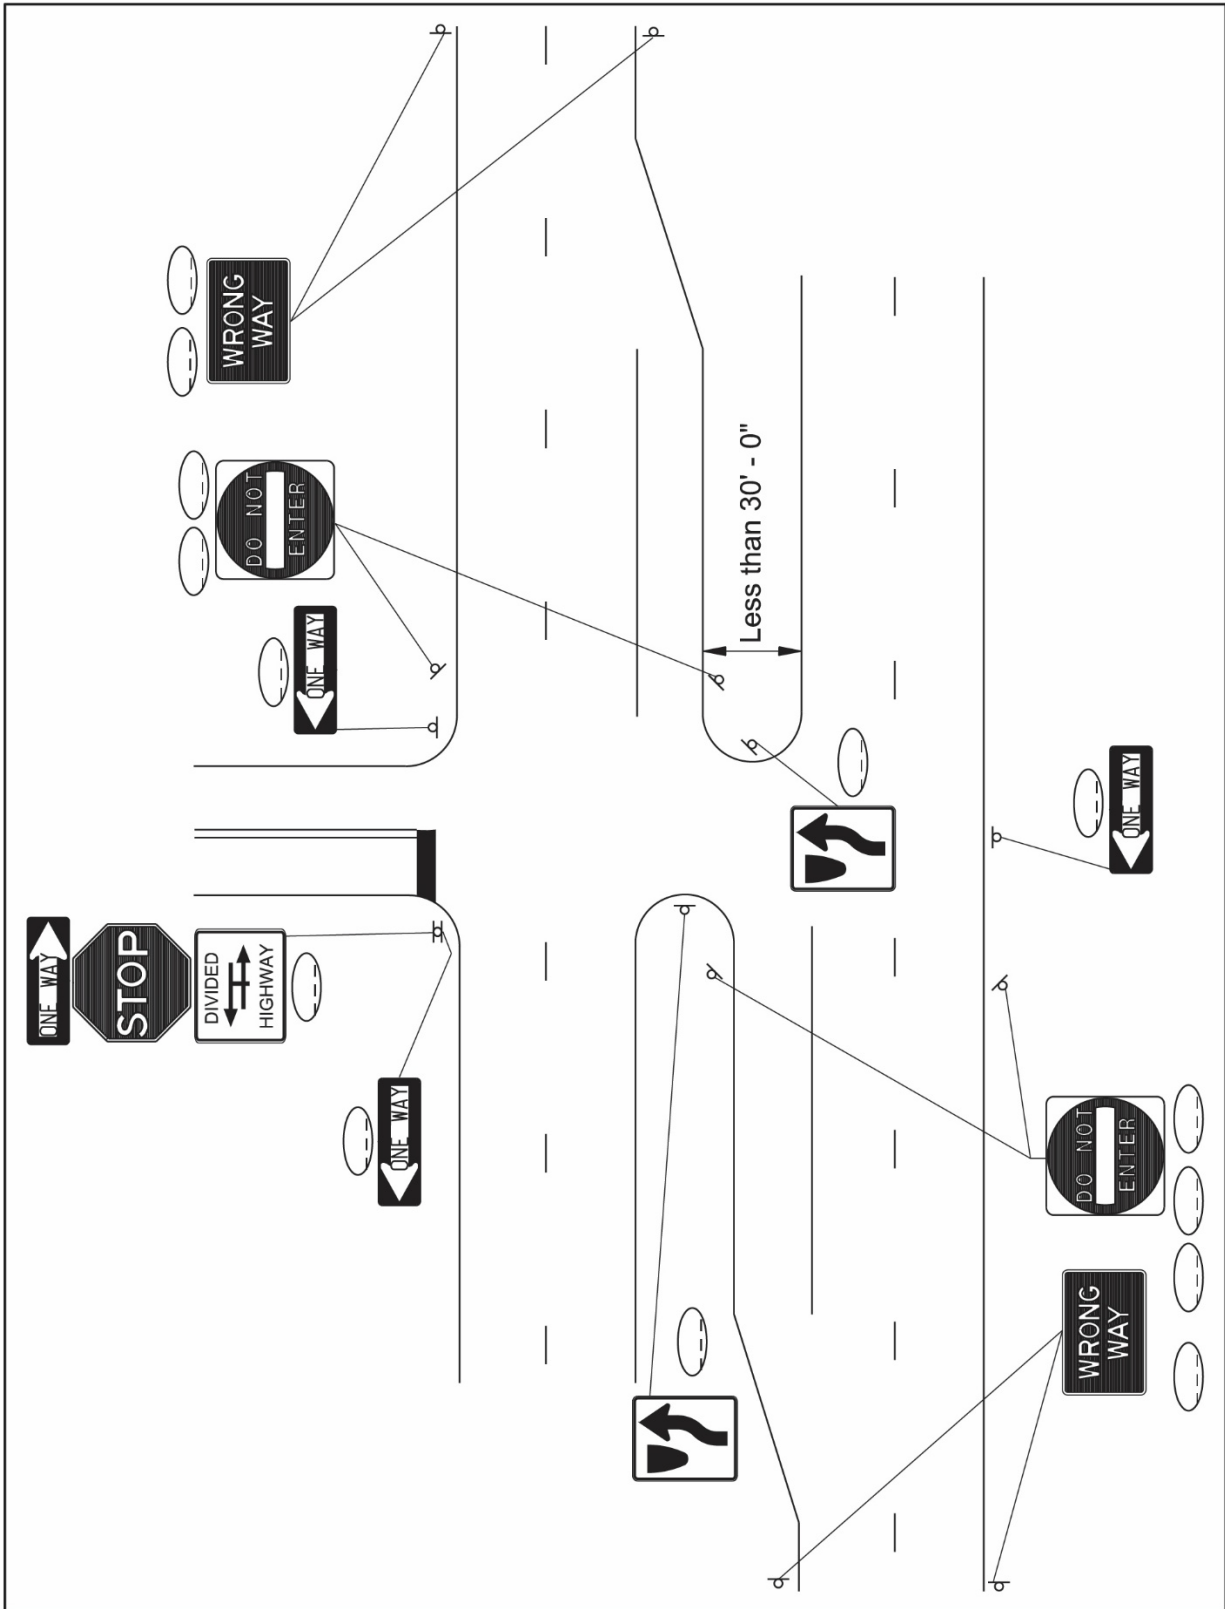 WRONG
WAY
DO NOT
ENTER
ONE WAY
Less than 30' - 0"
ONE WAY
STOP
DIVIDED
HIGHWAY
ONE WAY
ONE WAY
DO NOT
ENTER
WRONG
WAY